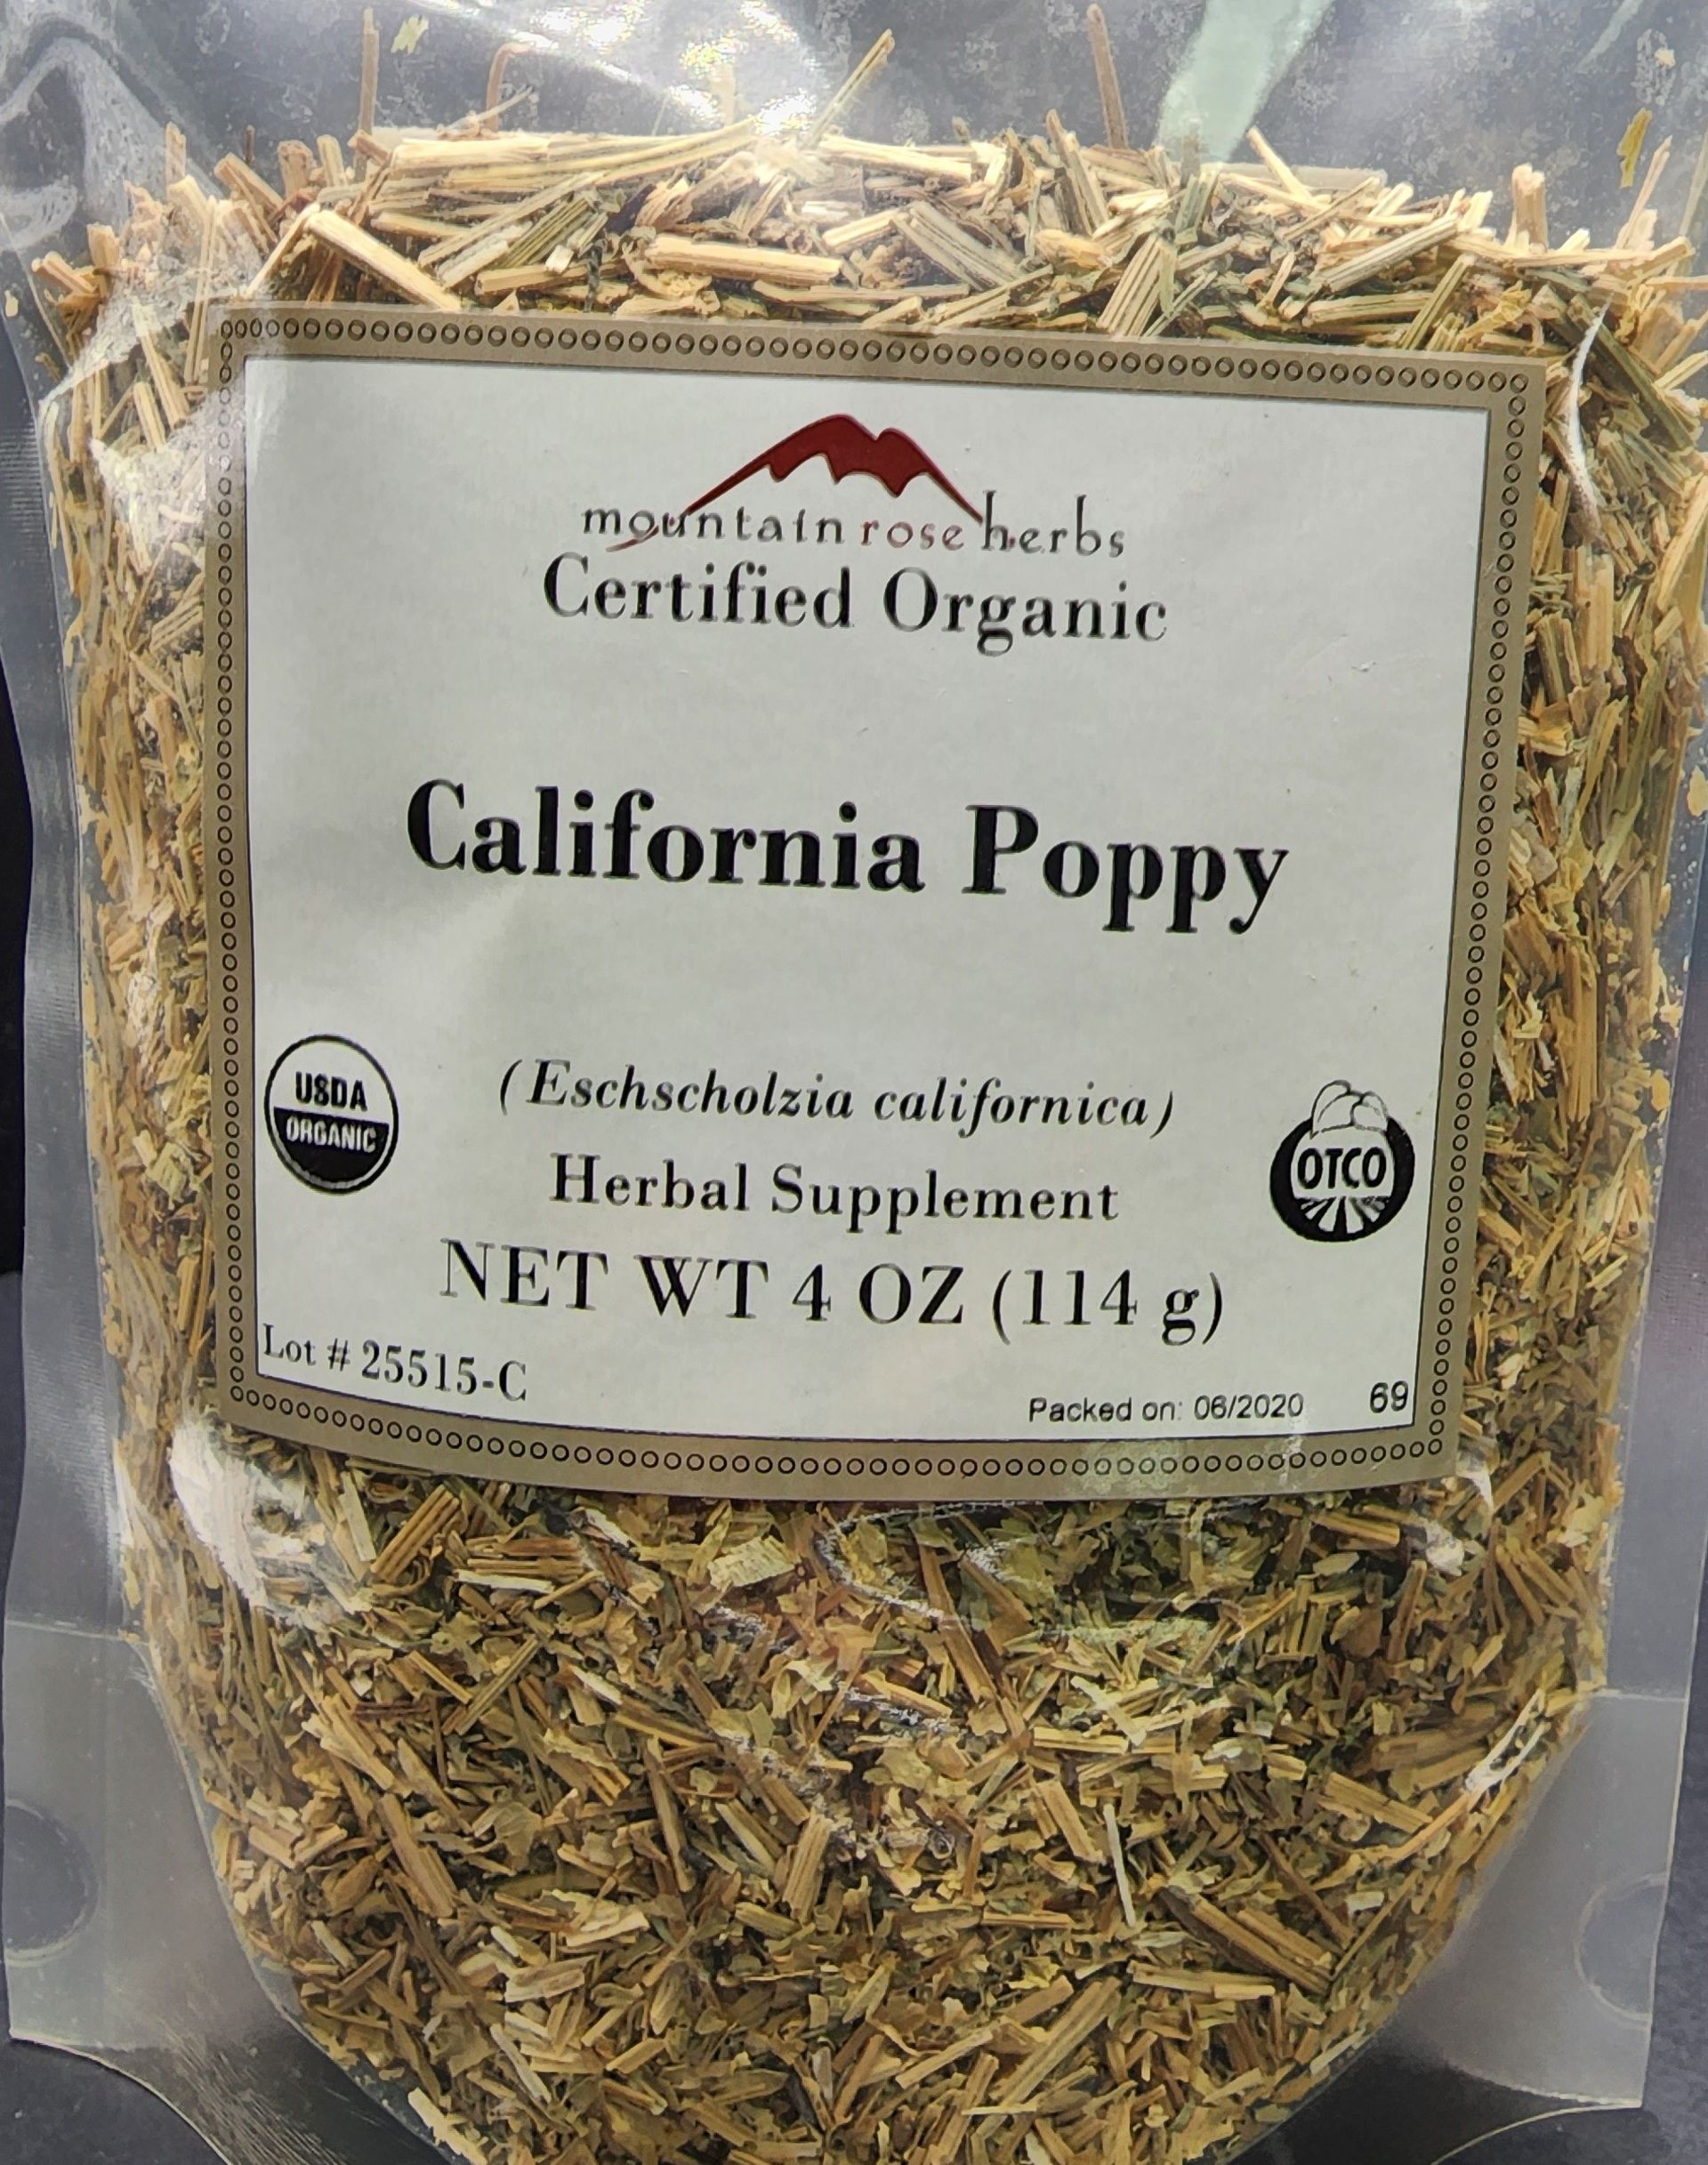 mountain rose herbs
Certified Organic
California Poppy
USDA
ORGANIC
(Eschscholzia californica)
OTCO
Herbal Supplement
NET WT 4 OZ (114 g)
Lot # 25515-C
Packed on: 06/2020
69